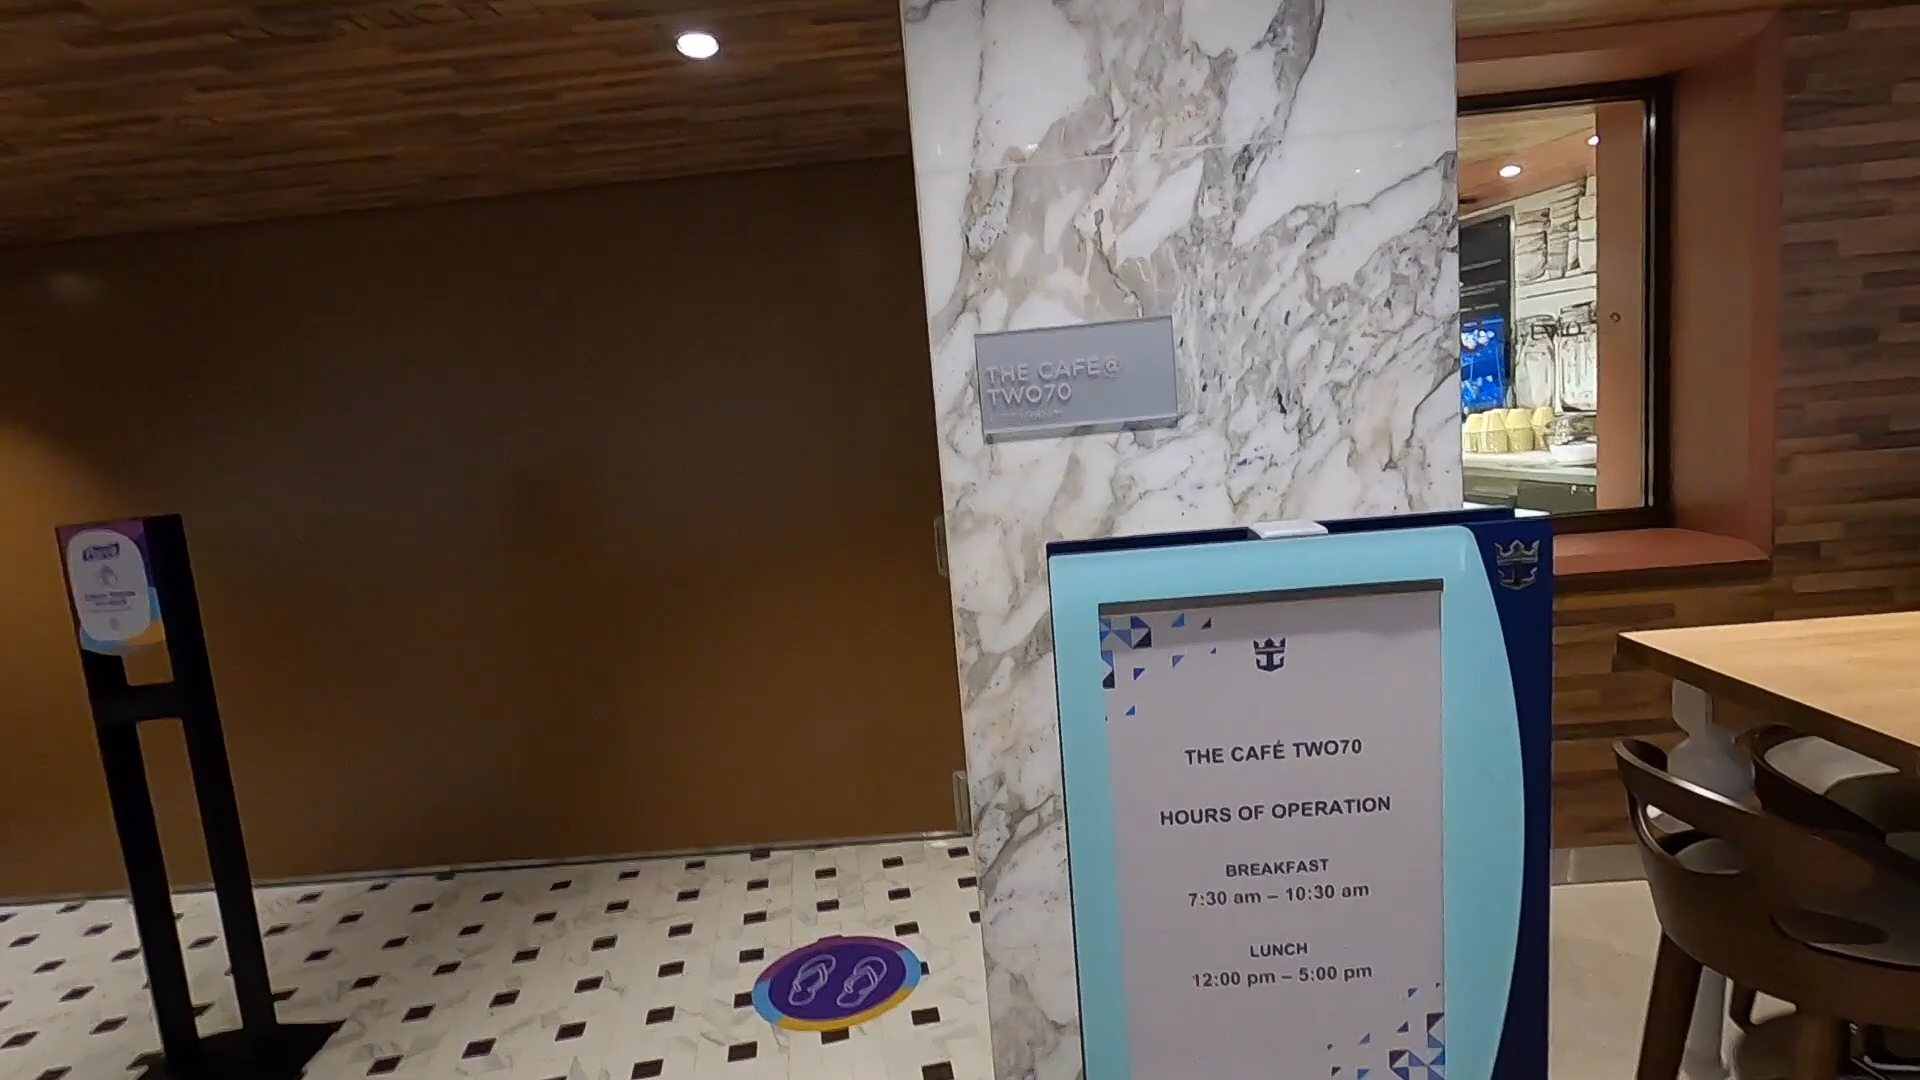 THE CAFE@
TWO70
THE CAFÉ TWO70
HOURS OF OPERATION
BREAKFAST
7:30 am – 10:30 am
LUNCH
12:00 pm – 5:00 pm